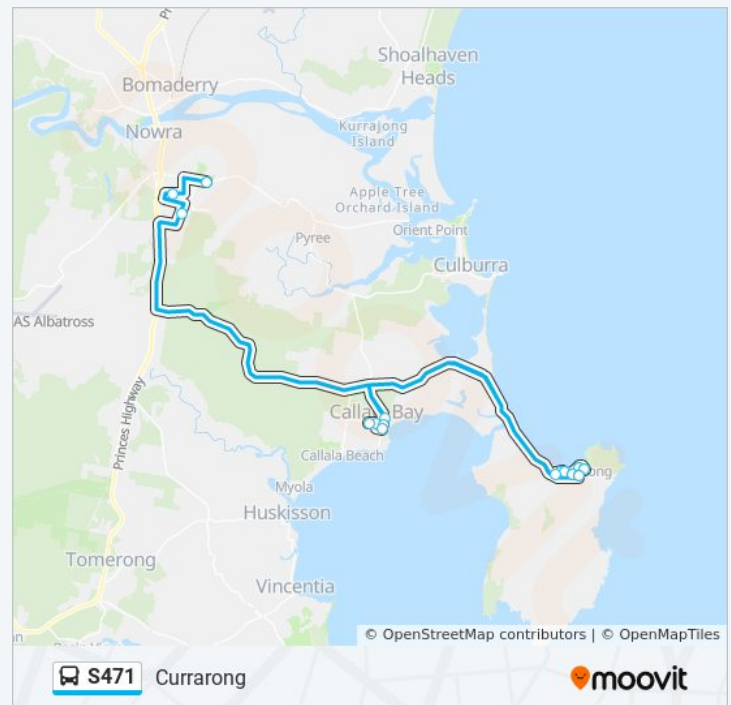 Shoalhaven
Heads
Bomaderry
Nowra
Kurrajong
Island
Apple Tree
Orchard Island
Orient Point
Pyree
Culburra
AS Albatross
Princes Highway
Callala Bay
Callala Beach
Myola
Huskisson
Tomerong
Vincentia
© OpenStreetMap contributors | © OpenMapTiles
S471 Currarong
moovit